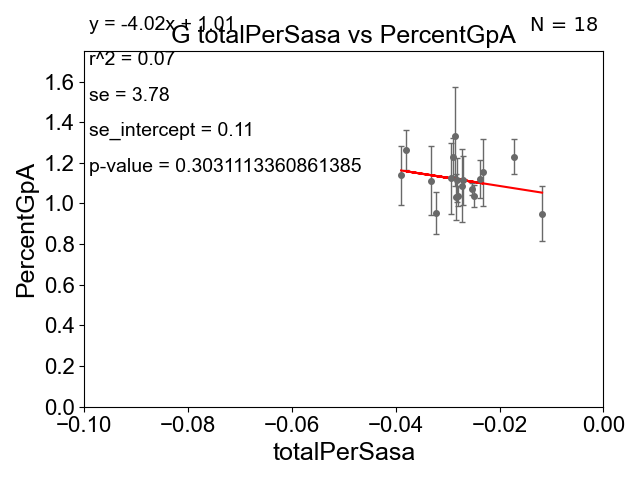 y = -4.02x + 1.01
N = 18
G totalPerSasa vs PercentGpA
r^2 = 0.07
se = 3.78
se_intercept = 0.11
p-value = 0.3031113360861385
PercentGpA
1.6
1.4
1.2
1.0
0.8
0.6
0.4
0.2
0.0
−0.10 −0.08 −0.06 −0.04 −0.02 0.00
totalPerSasa